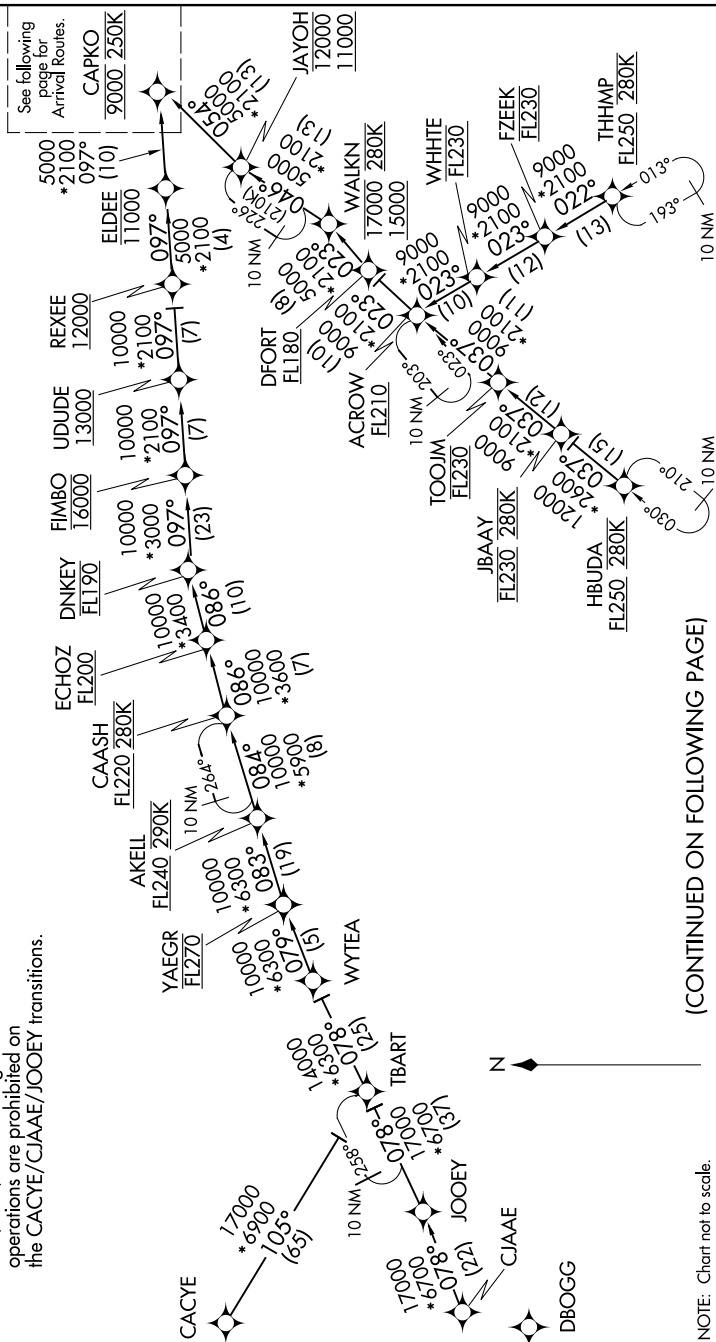 operations are prohibited on
the CACYE/CJAAE/JOOEY transitions.
See following
page for
Arrival Routes.
CAPKO
9000 250K
5000
*2100
097°
(10)
ELDEE
11000
097°
5000
*2100
(4)
REXEE
12000
10000
*2100
097°
(7)
UDUDE
13000
10000
*2100
097°
(7)
FIMBO
16000
10000
*3000
097°
(23)
DNKEY
FL190
10000
*3400
086°
(10)
ECHOZ
FL200
086°
10000
*3600
(7)
CAASH
FL220 280K
264°
10 NM
084°
10000
*5900
(8)
AKELL
FL240 290K
10000
*6300
083°
(19)
YAEGR
FL270
10000
*6300
079°
(5)
WYTEA
14000
*6300
078°
(25)
TBART
258°
10 NM
078°
17000
*6700
(37)
JOOEY
17000
*6700
078°
(22)
CJAAE
DBOGG
CACYE
17000
*6900
105°
(65)
054°
5000
*2100
(13)
JAYOH
12000
11000
226°
(210K)
10 NM
046°
5000
*2100
(13)
WALKN 280K
17000
15000
(8)
5000
*2100
023°
DFORT
FL180
(10)
9000
*2100
023°
ACROW
FL210
203°
023°
10 NM
9000
*2100
023°
(10)
WHHTE
FL230
9000
*2100
023°
(12)
FZEEK
FL230
9000
*2100
022°
(13)
THHMP
FL250 280K
013°
193°
10 NM
037°
9000
*2100
(11)
TOOJM
FL230
9000
*2100
037°
(12)
JBAAY
FL230 280K
12000
*2600
037°
(15)
HBUDA
FL250 280K
030°
210°
10 NM
N
(CONTINUED ON FOLLOWING PAGE)
NOTE: Chart not to scale.